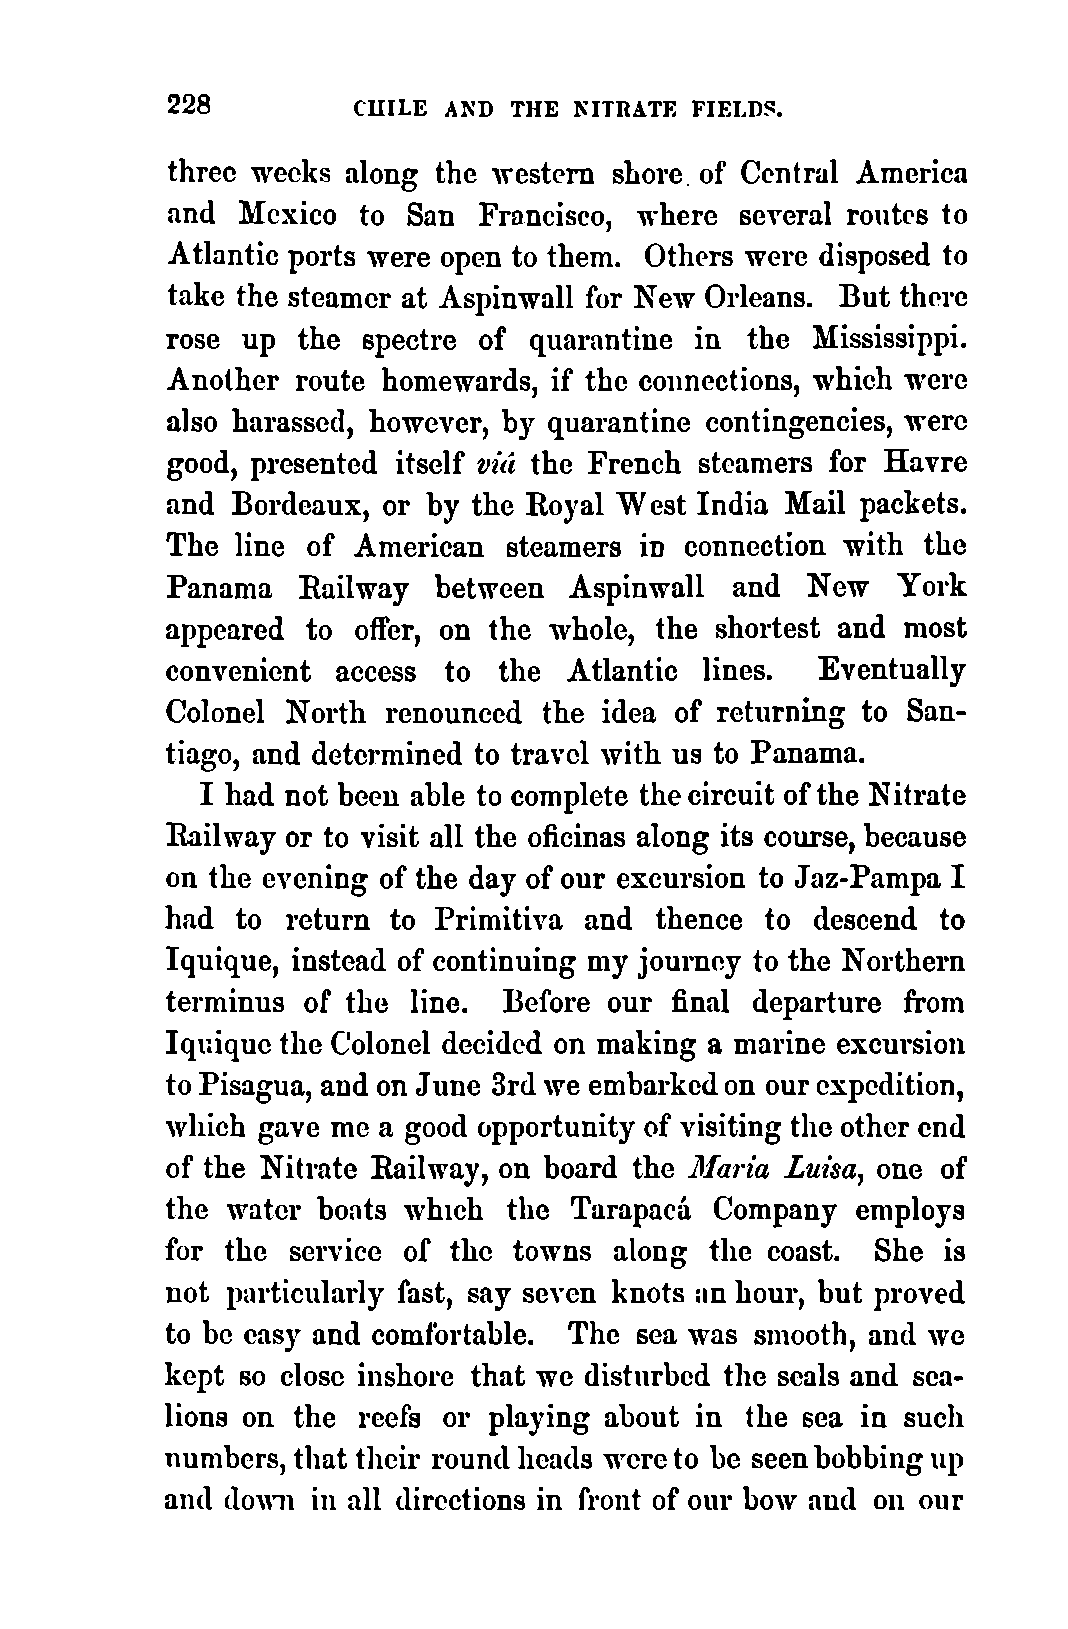 228 CHILE AND THE NITRATE FIELDS.
three weeks along the western shore. of Central America
and Mexico to San Francisco, where several routes to
Atlantic ports were open to them. Others were disposed to
take the steamer at Aspinwall for New Orleans. But there
rose up the spectre of quarantine in the Mississippi.
Another route homewards, if the connections, which were
also harassed, however, by quarantine contingencies, were
good, presented itself viâ the French steamers for Havre
and Bordeaux, or by the Royal West India Mail packets.
The line of American steamers in connection with the
Panama Railway between Aspinwall and New York
appeared to offer, on the whole, the shortest and most
convenient access to the Atlantic lines. Eventually
Colonel North renounced the idea of returning to San-
tiago, and determined to travel with us to Panama.
I had not been able to complete the circuit of the Nitrate
Railway or to visit all the oficinas along its course, because
on the evening of the day of our excursion to Jaz-Pampa I
had to return to Primitiva and thence to descend to
Iquique, instead of continuing my journey to the Northern
terminus of the line. Before our final departure from
Iquique the Colonel decided on making a marine excursion
to Pisagua, and on June 3rd we embarked on our expedition,
which gave me a good opportunity of visiting the other end
of the Nitrate Railway, on board the Maria Luisa, one of
the water boats which the Tarapacá Company employs
for the service of the towns along the coast. She is
not particularly fast, say seven knots an hour, but proved
to be easy and comfortable. The sea was smooth, and we
kept so close inshore that we disturbed the seals and sea-
lions on the reefs or playing about in the sea in such
numbers, that their round heads were to be seen bobbing up
and down in all directions in front of our bow and on our